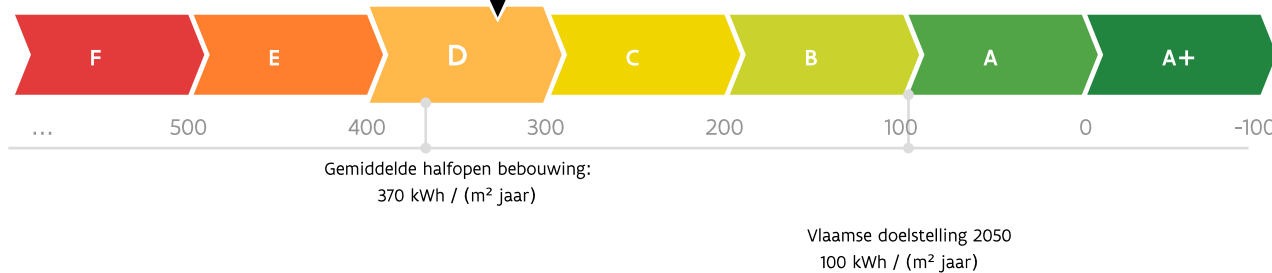 F E D C B A A+
... 500 400 300 200 100 0 -100
Gemiddelde halfopen bebouwing:
370 kWh / (m² jaar)
Vlaamse doelstelling 2050
100 kWh / (m² jaar)